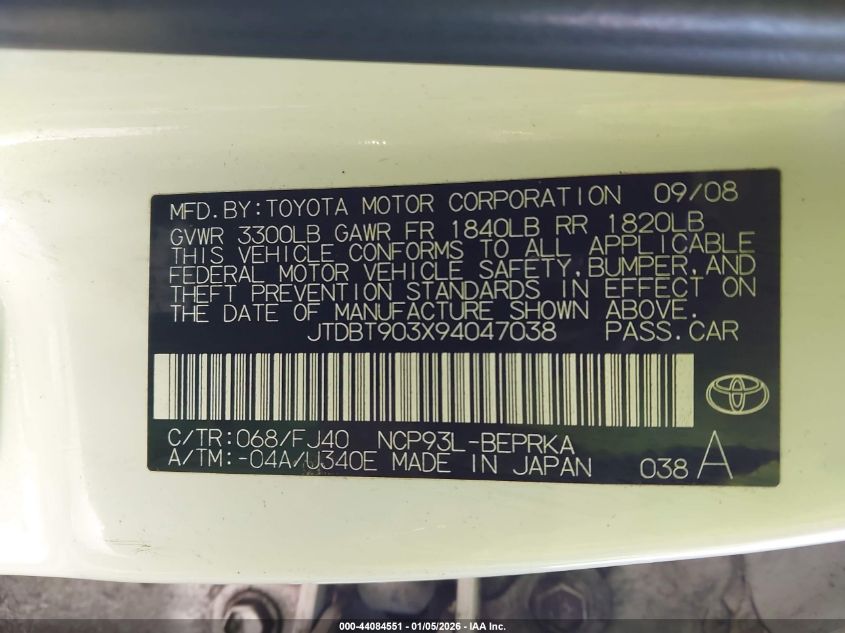 MFD.BY:TOYOTA MOTOR CORPORATION 09/08
GVWR 3300LB GAWR FR 1840LB RR 1820LB
THIS VEHICLE CONFORMS TO ALL APPLICABLE
FEDERAL MOTOR VEHICLE SAFETY,BUMPER,AND
THEFT PREVENTION STANDARDS IN EFFECT ON
THE DATE OF MANUFACTURE SHOWN ABOVE.
JTDBT903X94047038 PASS.CAR
C/TR:068/FJ40 NCP93L-BEPRKA
A/TM:-04A/U340E MADE IN JAPAN 038 A
000-44084551 - 01/05/2026 - IAA Inc.